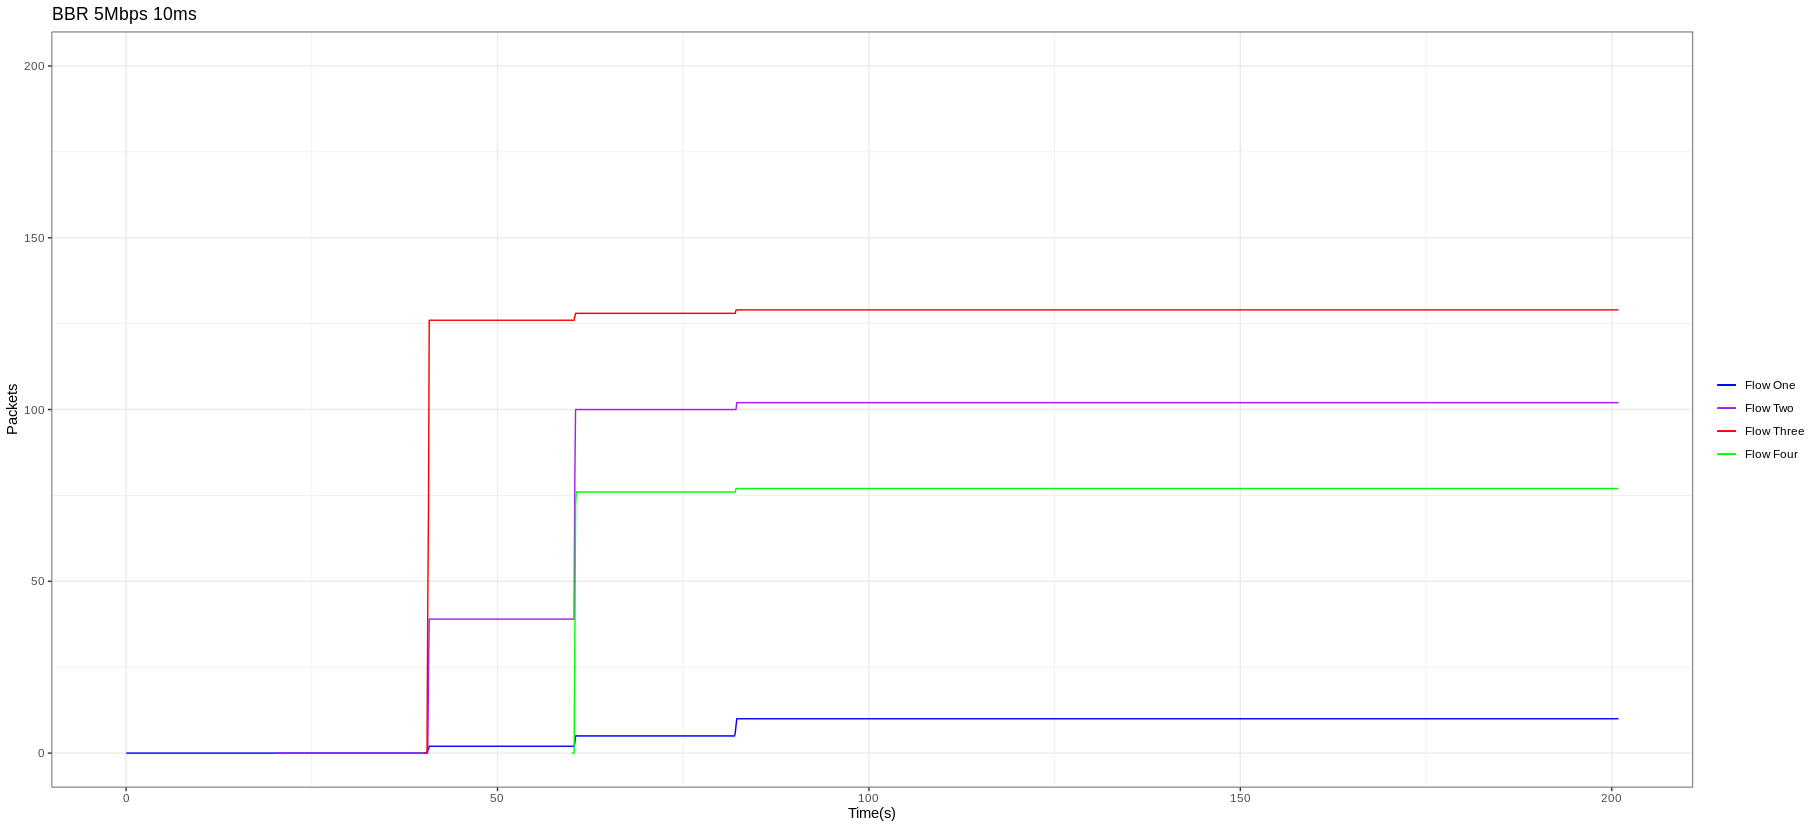 BBR 5Mbps 10ms
200
150
100
50
0
Packets
0 50 100 150 200
Time(s)
Flow One
Flow Two
Flow Three
Flow Four